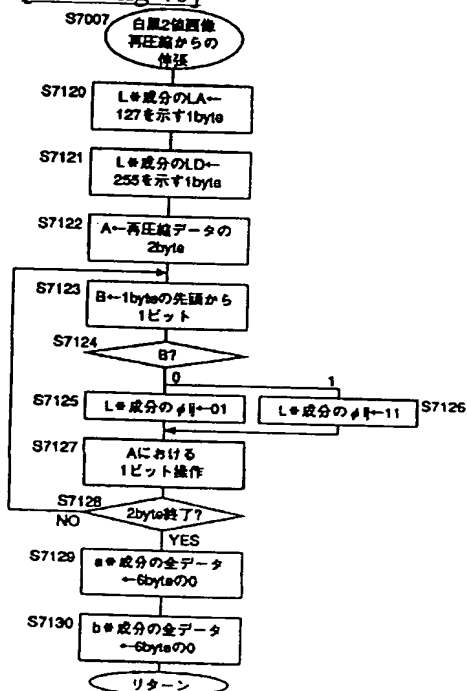 S7007
白黒2値画像
再圧縮からの
伸張
S7120
L*成分のLA←
127を示す1byte
S7121
L*成分のLD←
255を示す1byte
S7122
A←再圧縮データの
2byte
S7123
B←1byteの先頭から
1ビット
S7124
B?
0
1
S7125
L*成分のφij←01
L*成分のφij←11
S7126
S7127
Aにおける
1ビット操作
S7128
2byte終了?
NO
YES
S7129
a*成分の全データ
←6byteの0
S7130
b*成分の全データ
←6byteの0
リターン